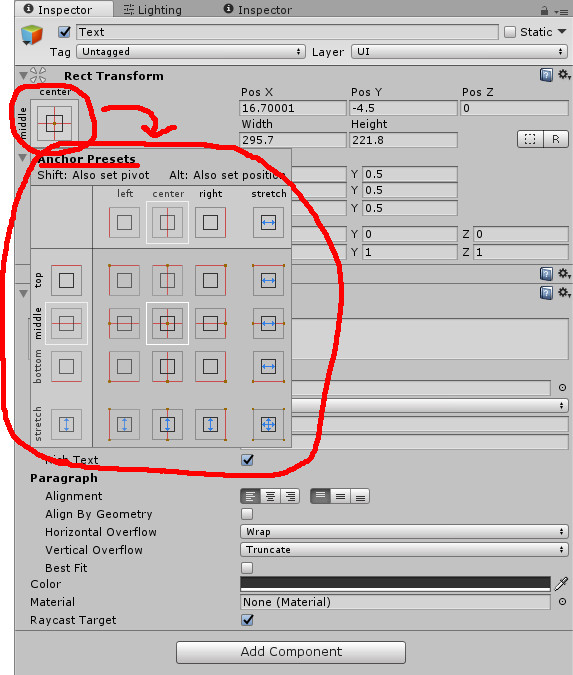 Inspector Lighting Inspector
Text Static
Tag Untagged Layer UI
Rect Transform
center Pos X Pos Y Pos Z
middle 16.70001 -4.5 0
Width Height
295.7 221.8 R
Anchor Presets
Shift: Also set pivot Alt: Also set position Y 0.5
left center right stretch Y 0.5
Y 0.5
Y 0 Z 0
Y 1 Z 1
top
middle
bottom
stretch
Rich Text
Paragraph
Alignment
Align By Geometry
Horizontal Overflow Wrap
Vertical Overflow Truncate
Best Fit
Color
Material None (Material)
Raycast Target
Add Component